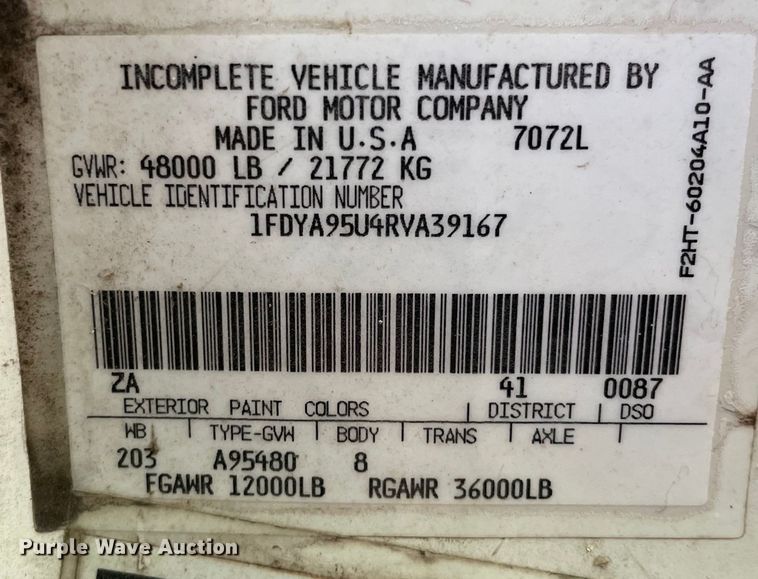 INCOMPLETE VEHICLE MANUFACTURED BY
FORD MOTOR COMPANY
MADE IN U.S.A 7072L
GVWR: 48000 LB / 21772 KG
VEHICLE IDENTIFICATION NUMBER
1FDYA95U4RVA39167
F2HT-60204A10-AA
ZA 41 0087
EXTERIOR PAINT COLORS DISTRICT DSO
WB TYPE-GVW BODY TRANS AXLE
203 A95480 8
FGAWR 12000LB RGAWR 36000LB
Purple Wave Auction